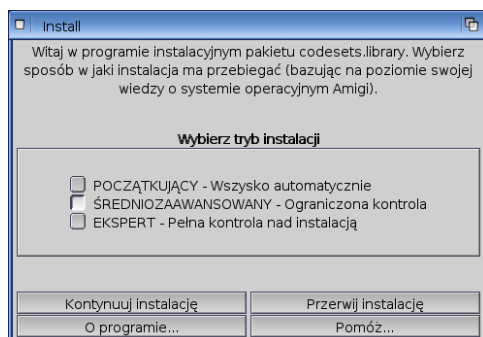 Install
Witaj w programie instalacyjnym pakietu codesets.library. Wybierz
sposób w jaki instalacja ma przebiegać (bazując na poziomie swojej
wiedzy o systemie operacyjnym Amigi).
Wybierz tryb instalacji
POCZĄTKUJĄCY - Wszysko automatycznie
ŚREDNIOZAAWANSOWANY - Ograniczona kontrola
EKSPERT - Pełna kontrola nad instalacją
Kontynuuj instalację
Przerwij instalację
O programie...
Pomóż...